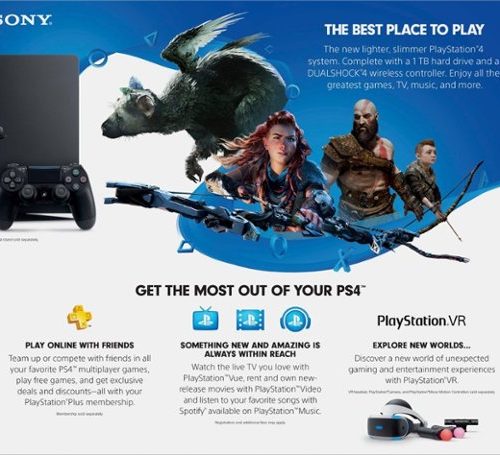 SONY
THE BEST PLACE TO PLAY
The new lighter, slimmer PlayStation®4
system. Complete with a 1 TB hard drive and a
DUALSHOCK®4 wireless controller. Enjoy all the
greatest games, TV, music, and more.
GET THE MOST OUT OF YOUR PS4™
PLAY ONLINE WITH FRIENDS
Team up or compete with friends in all
your favorite PS4™ multiplayer games,
play free games, and get exclusive
deals and discounts—all with your
PlayStation®Plus membership.
Membership sold separately.
SOMETHING NEW AND AMAZING IS
ALWAYS WITHIN REACH
Watch the live TV you love with
PlayStation™Vue, rent and own new-
release movies with PlayStation™Video
and listen to your favorite songs with
Spotify® available on PlayStation™Music.
Registration and additional fees may apply.
PlayStation.VR
EXPLORE NEW WORLDS...
Discover a new world of unexpected
gaming and entertainment experiences
with PlayStation®VR.